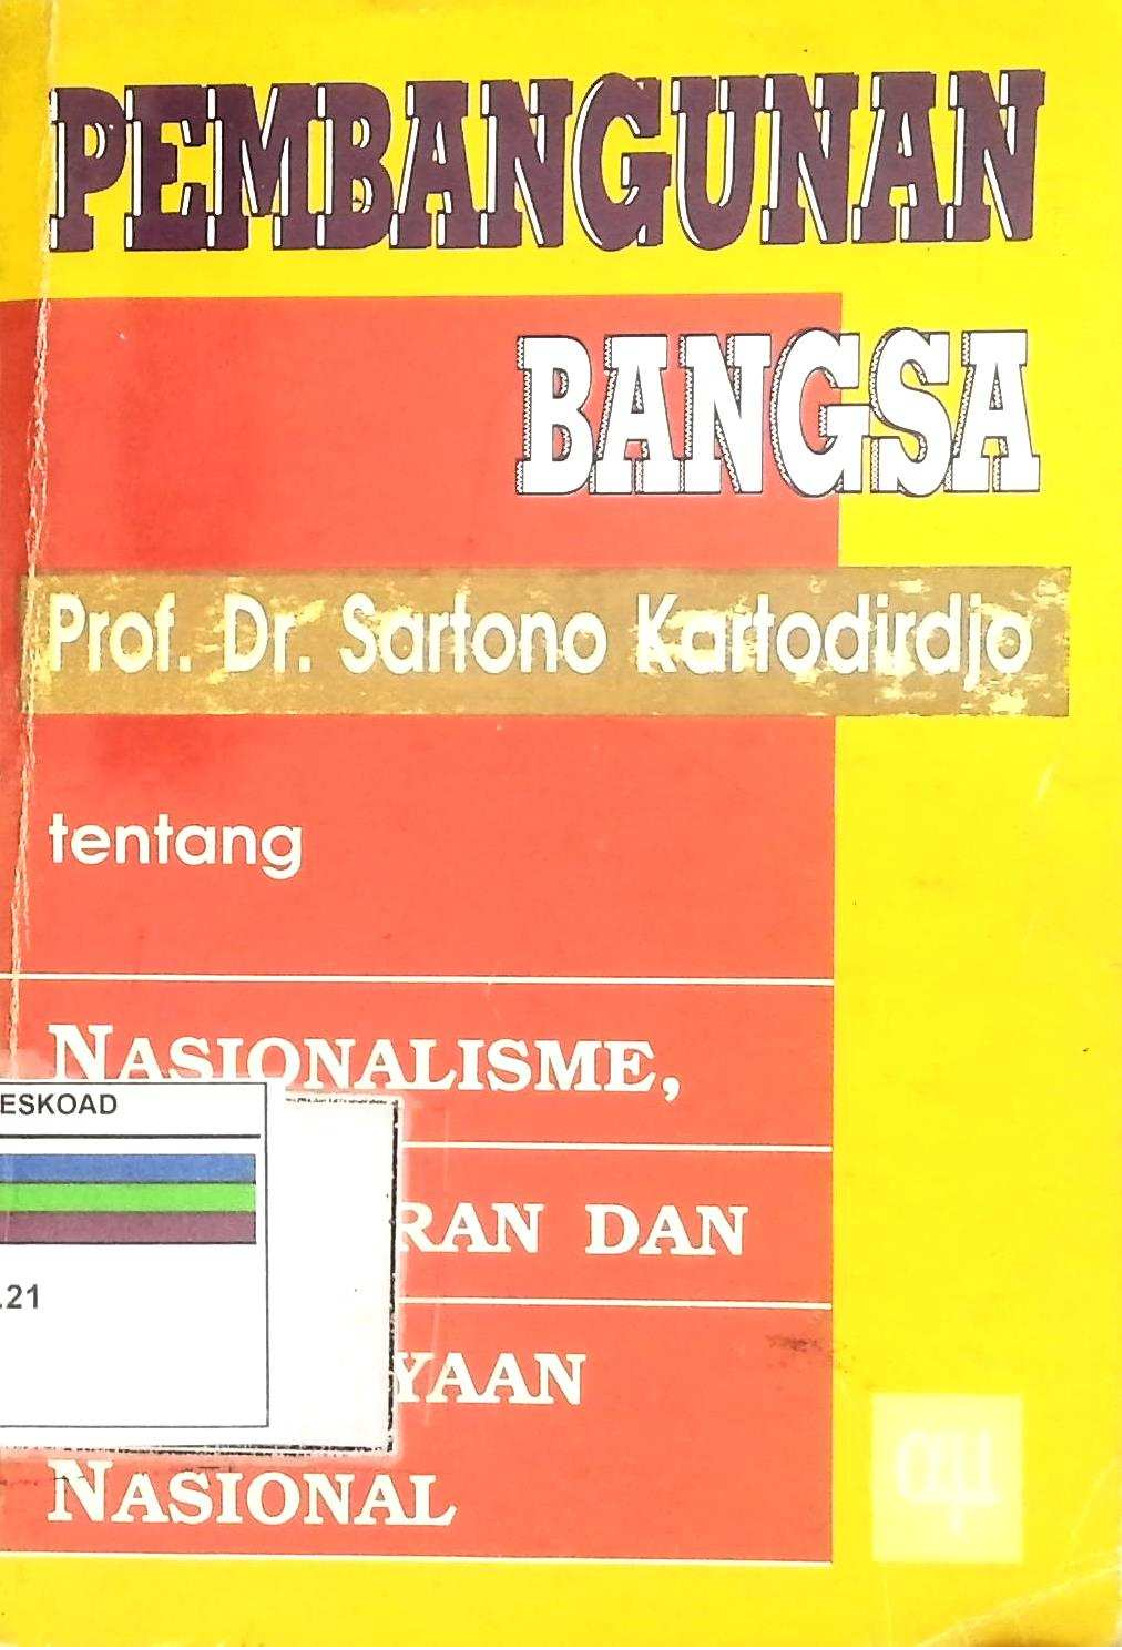 PEMBANGUNAN
BANGSA
Prof. Dr. Sartono Kartodirdjo
tentang
NASIONALISME,
ESKOAD
RAN DAN
.21
YAAN
NASIONAL